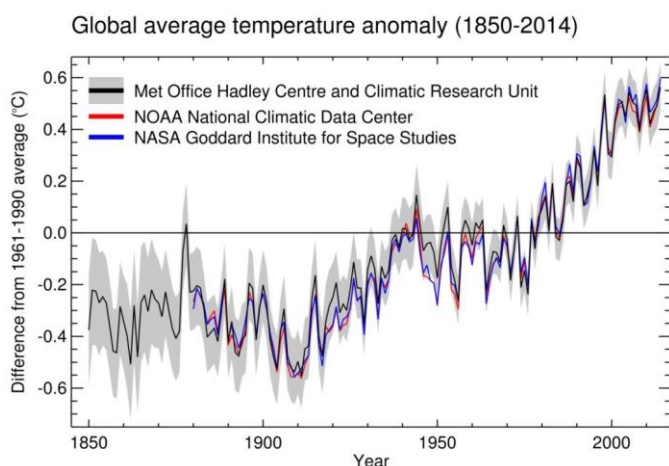 Global average temperature anomaly (1850-2014)
Met Office Hadley Centre and Climatic Research Unit
NOAA National Climatic Data Center
NASA Goddard Institute for Space Studies
Difference from 1961-1990 average (°C)
0.6
0.4
0.2
0.0
-0.2
-0.4
-0.6
1850 1900 1950 2000
Year